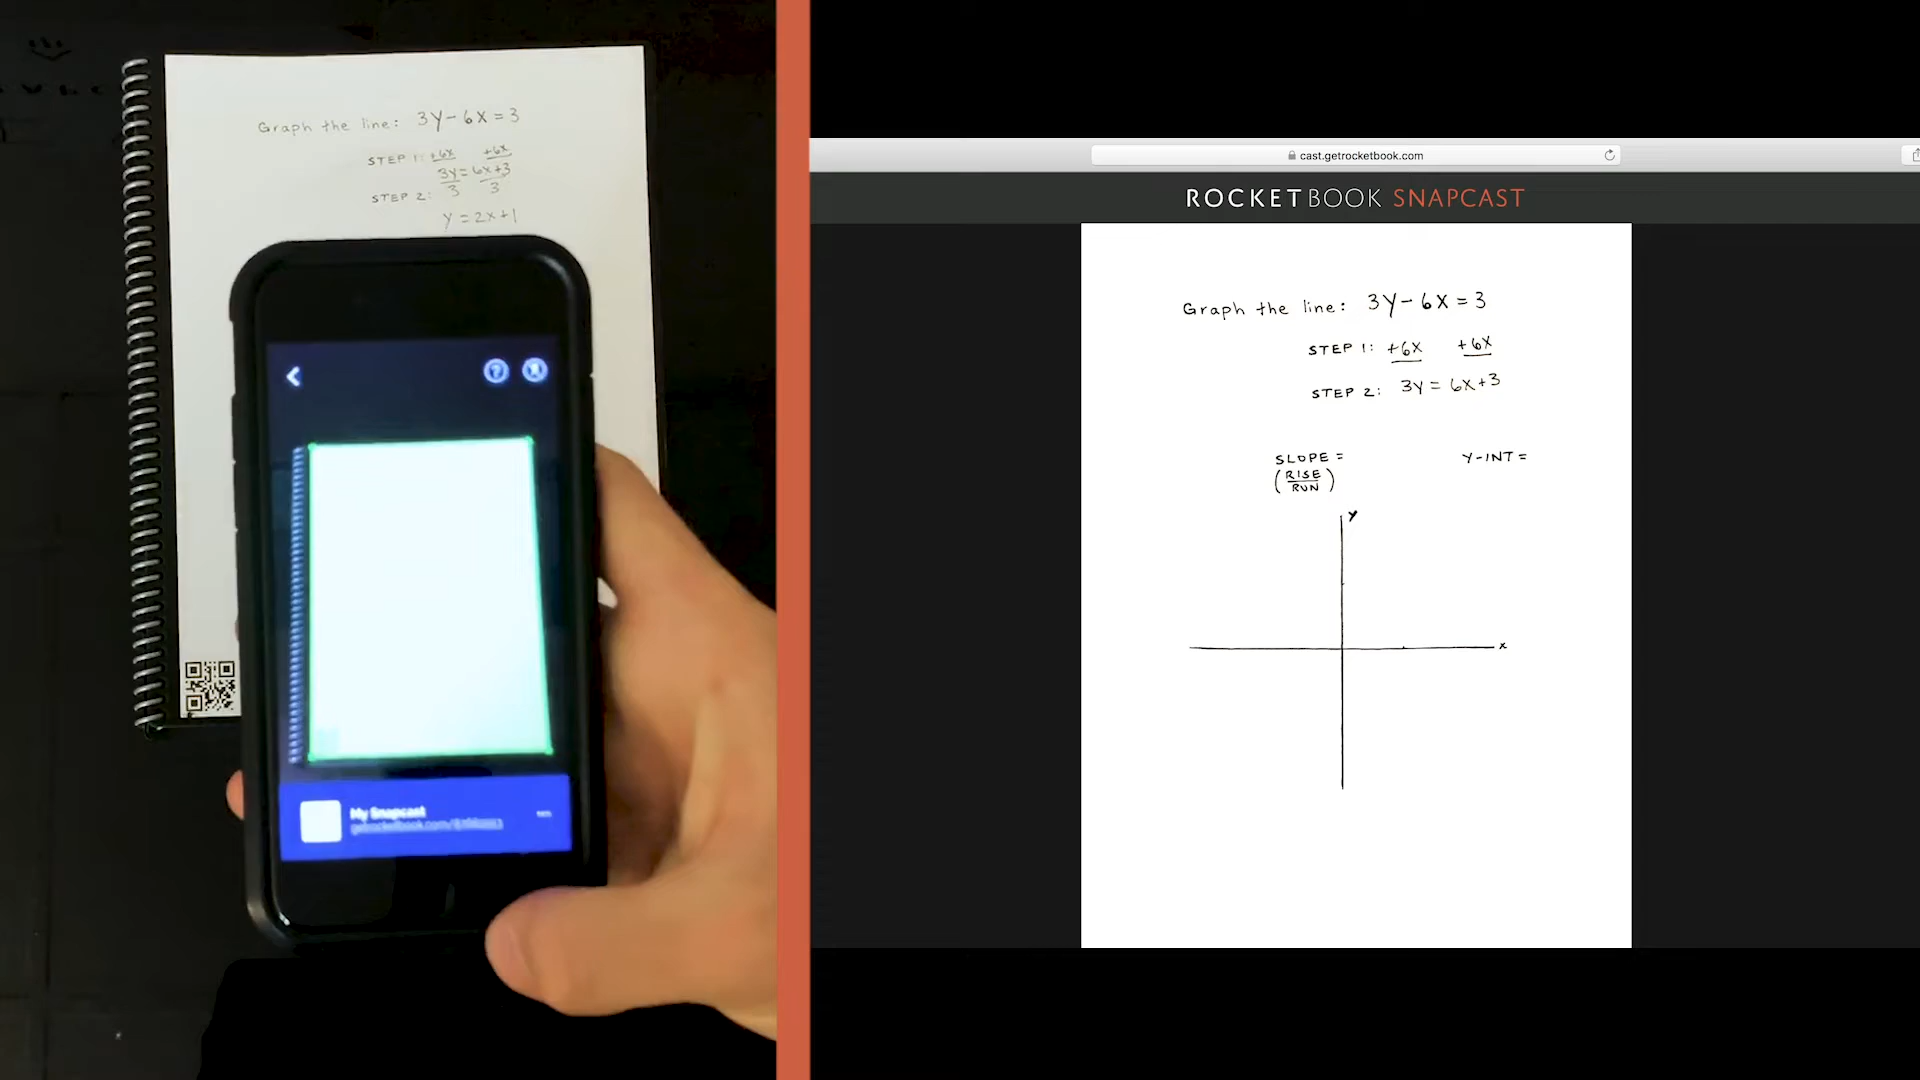 Graph the line: 3Y-6X=3
STEP 1: +6X +6X
3Y=6X+3
3 3
STEP 2:
Y=2X+1
My Snapcast
cast.getrocketbook.com
ROCKETBOOK SNAPCAST
Graph the line: 3Y-6X=3
STEP 1: +6X +6X
STEP 2: 3Y=6X+3
SLOPE= Y-INT=
(RISE
RUN)
Y
X